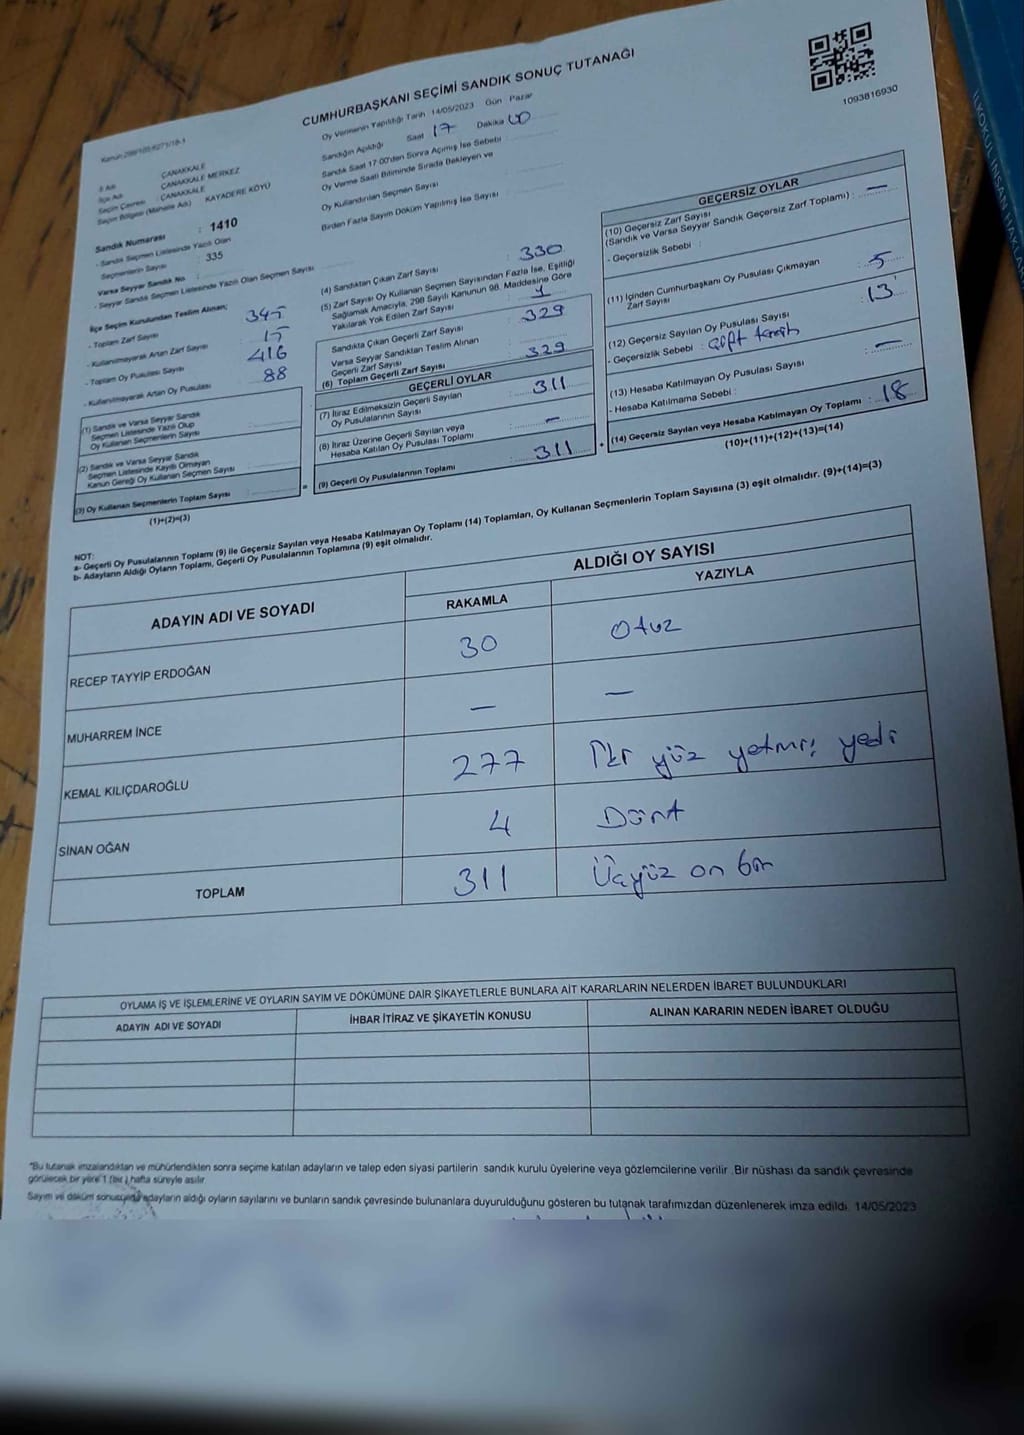 CUMHURBAŞKANI SEÇİMİ SANDIK SONUÇ TUTANAĞI
1093816930
Oy Vermenin Yapıldığı Tarih 14/05/2023 Gün Pazar
Sandığın Açıldığı Saat 17 Dakika 00
Sandık Saat 17:00'den Sonra Açılmış İse Sebebi
Oy Verme Saati Bitiminde Sırada Bekleyen ve
Oy Kullandırılan Seçmen Sayısı
Birden Fazla Sayım Döküm Yapılmış İse Sayısı
İli Adı ÇANAKKALE
İlçe Adı ÇANAKKALE MERKEZ
Seçim Çevresi : ÇANAKKALE
Seçim Bölgesi (Mahalle Adı) KAYADERE KÖYÜ
Sandık Numarası : 1410
- Sandık Seçmen Listesinde Yazılı Olan
Seçmenlerin Sayısı : 335
Varsa Seyyar Sandık No
- Seyyar Sandık Seçmen Listesinde Yazılı Olan Seçmen Sayısı
İlçe Seçim Kurulundan Teslim Alınan;
- Toplam Zarf Sayısı 345
- Kullanılmayarak Artan Zarf Sayısı 15
- Toplam Oy Pusulası Sayısı 416
- Kullanılmayarak Artan Oy Pusulası 88
(1) Sandık ve Varsa Seyyar Sandık
Seçmen Listesinde Yazılı Olup
Oy Kullanan Seçmenlerin Sayısı
(2) Sandık ve Varsa Seyyar Sandık
Seçmen Listesinde Kayıtlı Olmayan
Kanun Gereği Oy Kullanan Seçmen Sayısı
(3) Oy Kullanan Seçmenlerin Toplam Sayısı
(1)+(2)=(3)
(4) Sandıktan Çıkan Zarf Sayısı : 330
(5) Zarf Sayısı Oy Kullanan Seçmen Sayısından Fazla İse, Eşitliği
Sağlamak Amacıyla, 298 Sayılı Kanunun 98. Maddesine Göre
Yakılarak Yok Edilen Zarf Sayısı : 1
Sandıkta Çıkan Geçerli Zarf Sayısı : 329
Varsa Seyyar Sandıktan Teslim Alınan
Geçerli Zarf Sayısı
(6) Toplam Geçerli Zarf Sayısı : 329
GEÇERLİ OYLAR
(7) İtiraz Edilmeksizin Geçerli Sayılan
Oy Pusulalarının Sayısı : 311
(8) İtiraz Üzerine Geçerli Sayılan veya
Hesaba Katılan Oy Pusulası Toplamı : —
(9) Geçerli Oy Pusulalarının Toplamı : 311
GEÇERSİZ OYLAR
(10) Geçersiz Zarf Sayısı
(Sandık ve Varsa Seyyar Sandık Geçersiz Zarf Toplamı) : —
- Geçersizlik Sebebi :
(11) İçinden Cumhurbaşkanı Oy Pusulası Çıkmayan
Zarf Sayısı : 5
(12) Geçersiz Sayılan Oy Pusulası Sayısı : 13
- Geçersizlik Sebebi : çift tercih
(13) Hesaba Katılmayan Oy Pusulası Sayısı : —
- Hesaba Katılmama Sebebi :
(14) Geçersiz Sayılan veya Hesaba Katılmayan Oy Toplamı : 18
(10)+(11)+(12)+(13)=(14)
NOT:
a- Geçerli Oy Pusulalarının Toplamı (9) ile Geçersiz Sayılan veya Hesaba Katılmayan Oy Toplamı (14) Toplamları, Oy Kullanan Seçmenlerin Toplam Sayısına (3) eşit olmalıdır. (9)+(14)=(3)
b- Adayların Aldığı Oyların Toplamı, Geçerli Oy Pusulalarının Toplamına (9) eşit olmalıdır.
ADAYIN ADI VE SOYADI
ALDIĞI OY SAYISI
RAKAMLA YAZIYLA
RECEP TAYYİP ERDOĞAN 30 Otuz
MUHARREM İNCE — —
KEMAL KILIÇDAROĞLU 277 İki yüz yetmiş yedi
SİNAN OĞAN 4 Dört
TOPLAM 311 Üçyüz on bir
OYLAMA İŞ VE İŞLEMLERİNE VE OYLARIN SAYIM VE DÖKÜMÜNE DAİR ŞİKAYETLERLE BUNLARA AİT KARARLARIN NELERDEN İBARET BULUNDUKLARI
ADAYIN ADI VE SOYADI İHBAR İTİRAZ VE ŞİKAYETİN KONUSU ALINAN KARARIN NEDEN İBARET OLDUĞU
*Bu tutanak imzalandıktan ve mühürlendikten sonra seçime katılan adayların ve talep eden siyasi partilerin sandık kurulu üyelerine veya gözlemcilerine verilir. Bir nüshası da sandık çevresinde
görülecek bir yere 1 (bir) hafta süreyle asılır
Sayım ve döküm sonucunda adayların aldığı oyların sayılarını ve bunların sandık çevresinde bulunanlara duyurulduğunu gösteren bu tutanak tarafımızdan düzenlenerek imza edildi. 14/05/2023